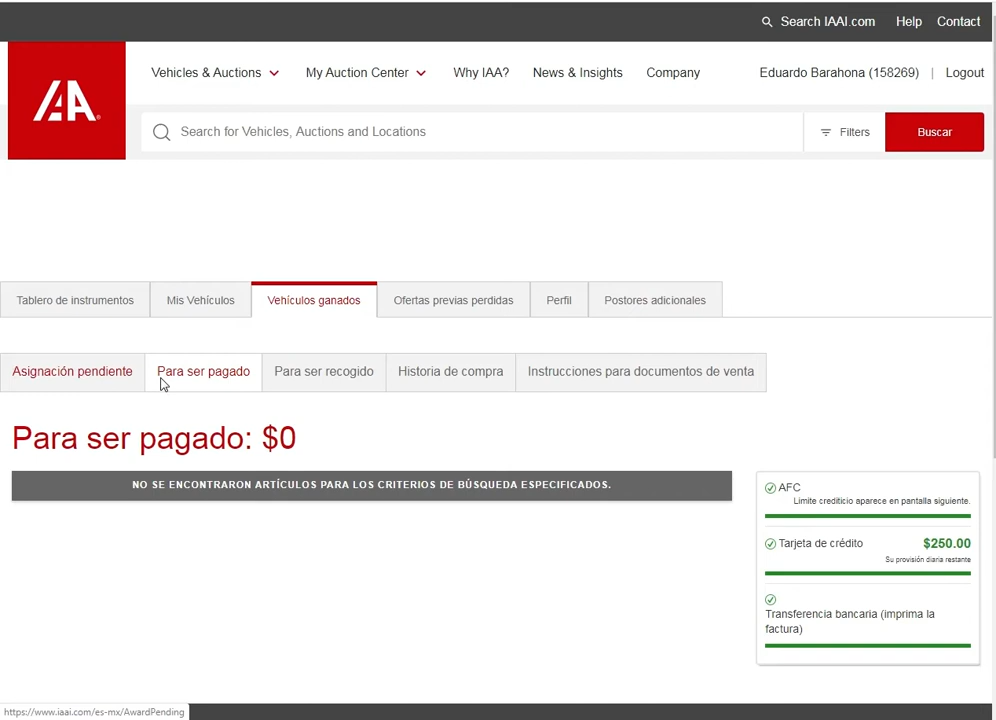 Search IAAI.com Help Contact
IAA
Vehicles & Auctions My Auction Center Why IAA? News & Insights Company Eduardo Barahona (158269) | Logout
Search for Vehicles, Auctions and Locations Filters Buscar
Tablero de instrumentos Mis Vehículos Vehículos ganados Ofertas previas perdidas Perfil Postores adicionales
Asignación pendiente Para ser pagado Para ser recogido Historia de compra Instrucciones para documentos de venta
Para ser pagado: $0
NO SE ENCONTRARON ARTÍCULOS PARA LOS CRITERIOS DE BÚSQUEDA ESPECIFICADOS.
AFC
Limite crediticio aparece en pantalla siguiente.
Tarjeta de crédito $250.00
Su provisión diaria restante
Transferencia bancaria (imprima la
factura)
https://www.iaai.com/es-mx/AwardPending